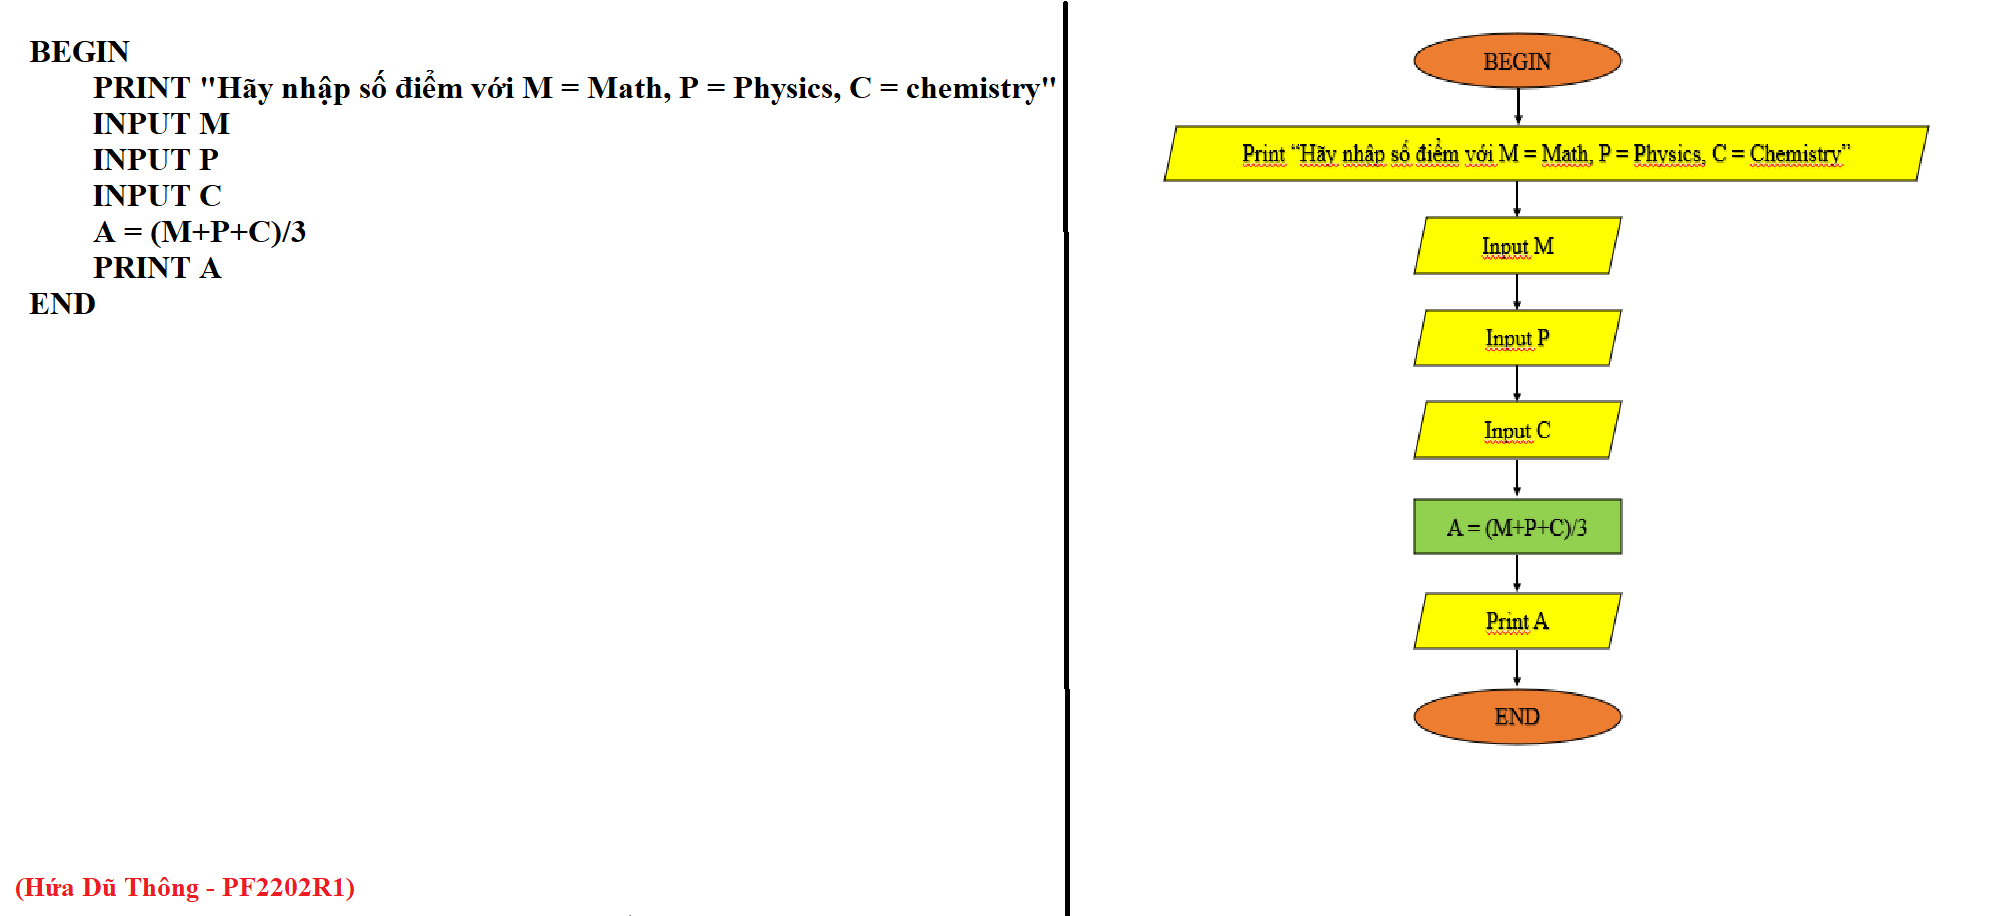 BEGIN
PRINT "Hãy nhập số điểm với M = Math, P = Physics, C = chemistry"
INPUT M
INPUT P
INPUT C
A = (M+P+C)/3
PRINT A
END
(Hứa Dũ Thông - PF2202R1)
BEGIN
Print “Hãy nhập số điểm với M = Math, P = Physics, C = Chemistry”
Input M
Input P
Input C
A = (M+P+C)/3
Print A
END